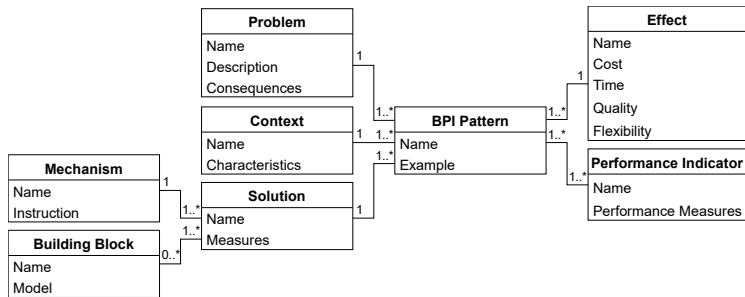 Problem
Name
Description
Consequences
1
1..*
Context
Name
Characteristics
1
1..*
Mechanism
Name
Instruction
1
1..*
Solution
Name
Measures
1
1..*
Building Block
Name
Model
0..*
1..*
BPI Pattern
Name
Example
Effect
Name
Cost
Time
Quality
Flexibility
1
1..*
Performance Indicator
Name
Performance Measures
1..*
1..*